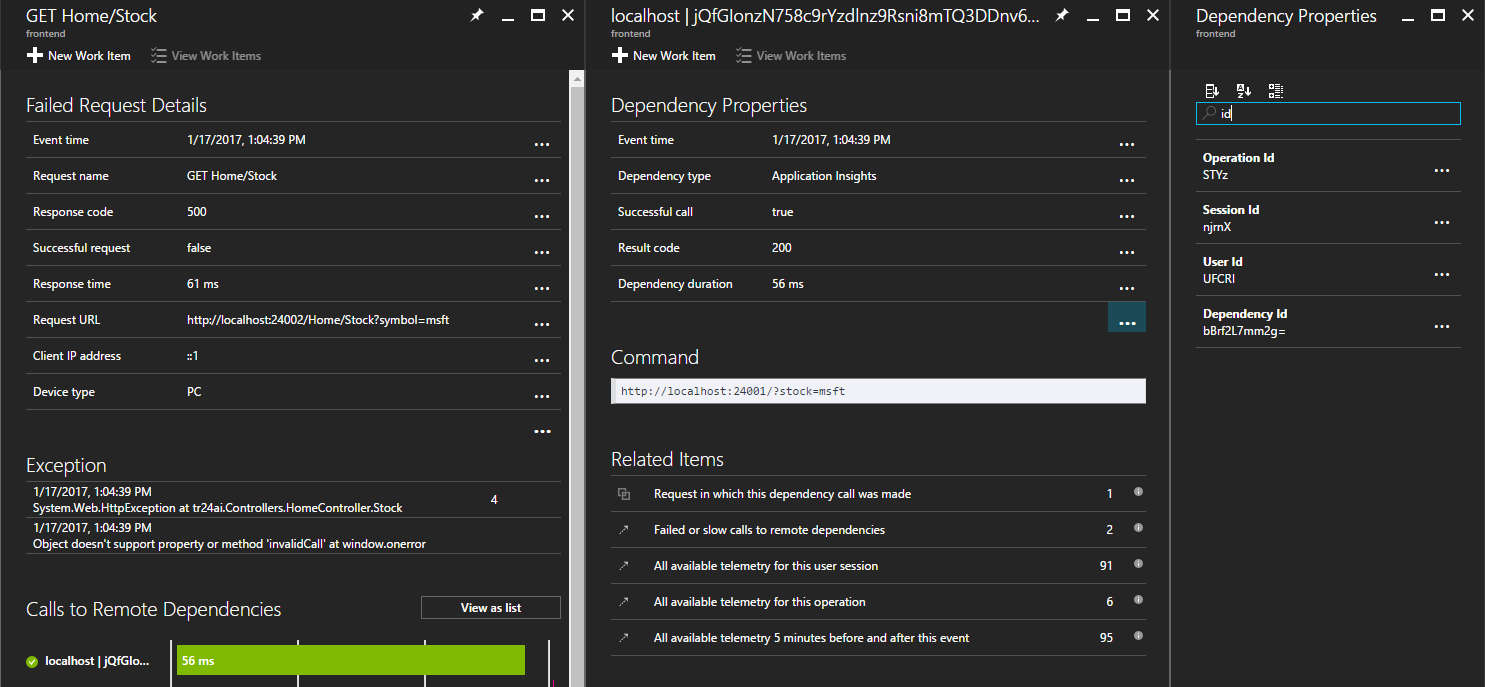 GET Home/Stock
frontend
New Work Item View Work Items
Failed Request Details
Event time 1/17/2017, 1:04:39 PM ...
Request name GET Home/Stock ...
Response code 500 ...
Successful request false ...
Response time 61 ms ...
Request URL http://localhost:24002/Home/Stock?symbol=msft ...
Client IP address ::1 ...
Device type PC ...
...
Exception
1/17/2017, 1:04:39 PM
System.Web.HttpException at tr24ai.Controllers.HomeController.Stock 4
1/17/2017, 1:04:39 PM
Object doesn't support property or method 'invalidCall' at window.onerror
Calls to Remote Dependencies View as list
localhost | jQfGIo... 56 ms
localhost | jQfGIonzN758c9rYzdlnz9Rsni8mTQ3DDnv6...
frontend
New Work Item View Work Items
Dependency Properties
Event time 1/17/2017, 1:04:39 PM ...
Dependency type Application Insights ...
Successful call true ...
Result code 200 ...
Dependency duration 56 ms ...
...
Command
http://localhost:24001/?stock=msft
Related Items
Request in which this dependency call was made 1
Failed or slow calls to remote dependencies 2
All available telemetry for this user session 91
All available telemetry for this operation 6
All available telemetry 5 minutes before and after this event 95
Dependency Properties
frontend
id
Operation Id
STYz ...
Session Id
njrnX ...
User Id
UFCRI ...
Dependency Id
bBrf2L7mm2g= ...